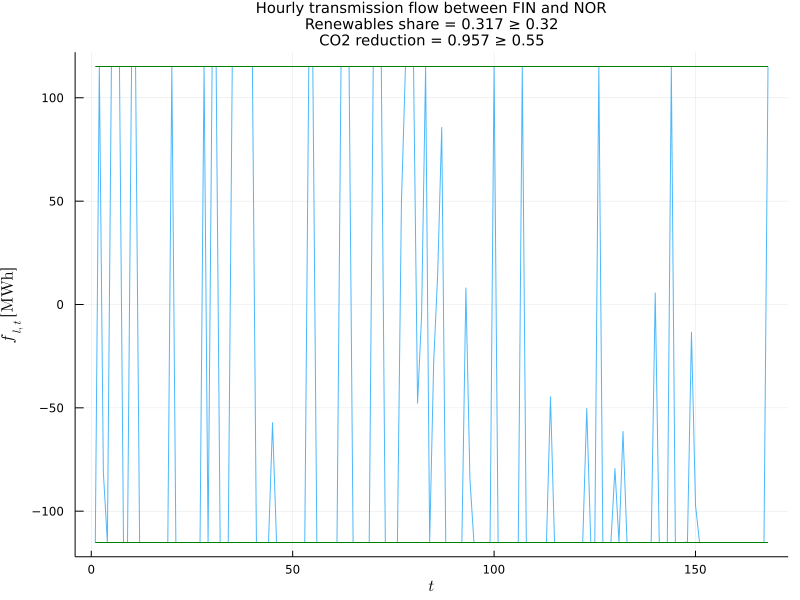 Hourly transmission flow between FIN and NOR
Renewables share = 0.317 ≥ 0.32
CO2 reduction = 0.957 ≥ 0.55
100
50
0
−50
−100
f_{l,t} [MWh]
0
50
100
150
t